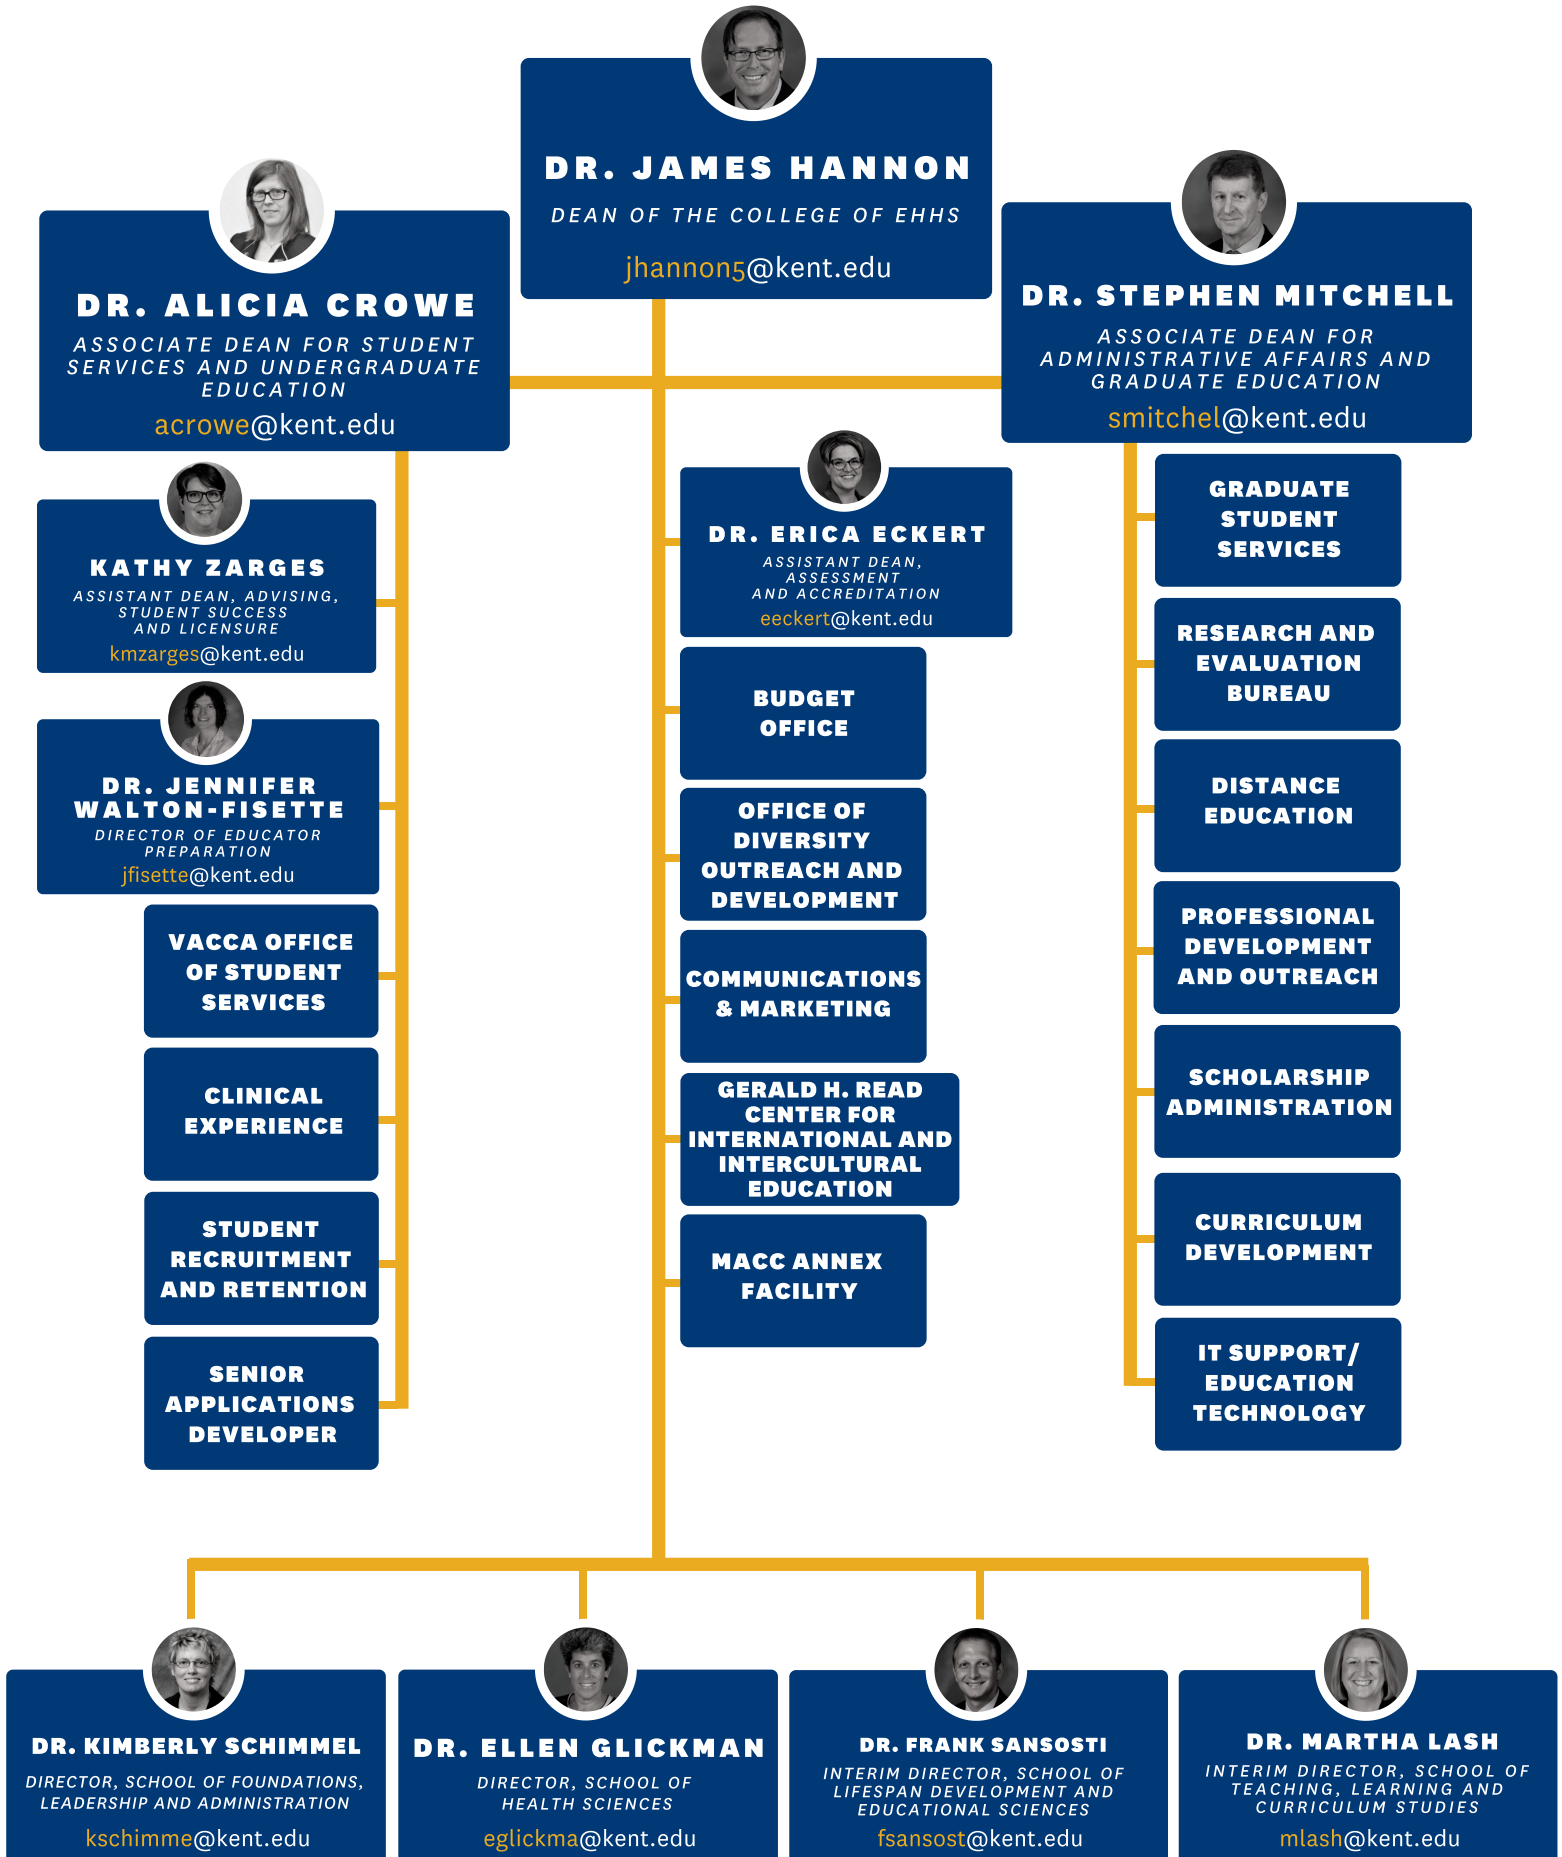 DR. JAMES HANNON
DEAN OF THE COLLEGE OF EHHS
jhannon5@kent.edu
DR. ALICIA CROWE
ASSOCIATE DEAN FOR STUDENT
SERVICES AND UNDERGRADUATE
EDUCATION
acrowe@kent.edu
DR. STEPHEN MITCHELL
ASSOCIATE DEAN FOR
ADMINISTRATIVE AFFAIRS AND
GRADUATE EDUCATION
smitchel@kent.edu
KATHY ZARGES
ASSISTANT DEAN, ADVISING,
STUDENT SUCCESS
AND LICENSURE
kmzarges@kent.edu
DR. JENNIFER
WALTON-FISETTE
DIRECTOR OF EDUCATOR
PREPARATION
jfisette@kent.edu
VACCA OFFICE
OF STUDENT
SERVICES
CLINICAL
EXPERIENCE
STUDENT
RECRUITMENT
AND RETENTION
SENIOR
APPLICATIONS
DEVELOPER
DR. ERICA ECKERT
ASSISTANT DEAN,
ASSESSMENT
AND ACCREDITATION
eeckert@kent.edu
BUDGET
OFFICE
OFFICE OF
DIVERSITY
OUTREACH AND
DEVELOPMENT
COMMUNICATIONS
& MARKETING
GERALD H. READ
CENTER FOR
INTERNATIONAL AND
INTERCULTURAL
EDUCATION
MACC ANNEX
FACILITY
GRADUATE
STUDENT
SERVICES
RESEARCH AND
EVALUATION
BUREAU
DISTANCE
EDUCATION
PROFESSIONAL
DEVELOPMENT
AND OUTREACH
SCHOLARSHIP
ADMINISTRATION
CURRICULUM
DEVELOPMENT
IT SUPPORT/
EDUCATION
TECHNOLOGY
DR. KIMBERLY SCHIMMEL
DIRECTOR, SCHOOL OF FOUNDATIONS,
LEADERSHIP AND ADMINISTRATION
kschimme@kent.edu
DR. ELLEN GLICKMAN
DIRECTOR, SCHOOL OF
HEALTH SCIENCES
eglickma@kent.edu
DR. FRANK SANSOSTI
INTERIM DIRECTOR, SCHOOL OF
LIFESPAN DEVELOPMENT AND
EDUCATIONAL SCIENCES
fsansost@kent.edu
DR. MARTHA LASH
INTERIM DIRECTOR, SCHOOL OF
TEACHING, LEARNING AND
CURRICULUM STUDIES
mlash@kent.edu